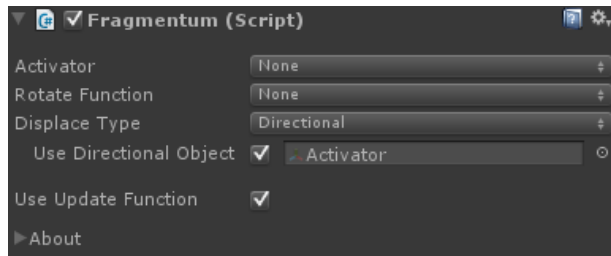 Fragmentum (Script)
Activator None
Rotate Function None
Displace Type Directional
Use Directional Object Activator
Use Update Function
About